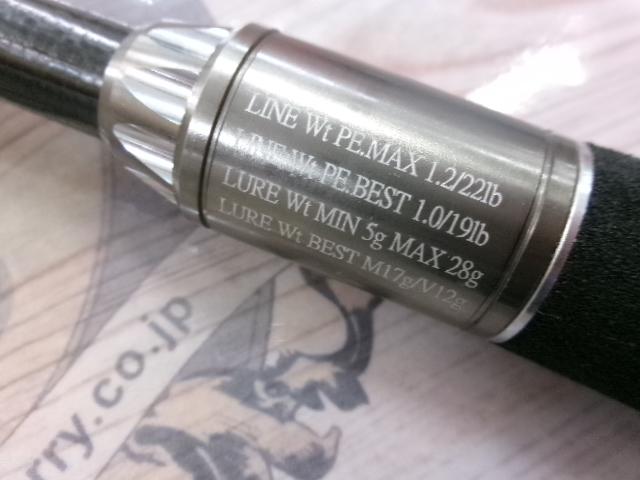 LINE Wt PE.MAX 1.2/22lb
LINE Wt PE.BEST 1.0/19lb
LURE Wt MIN 5g MAX 28g
LURE Wt BEST M17g/V12g
rry.co.jp